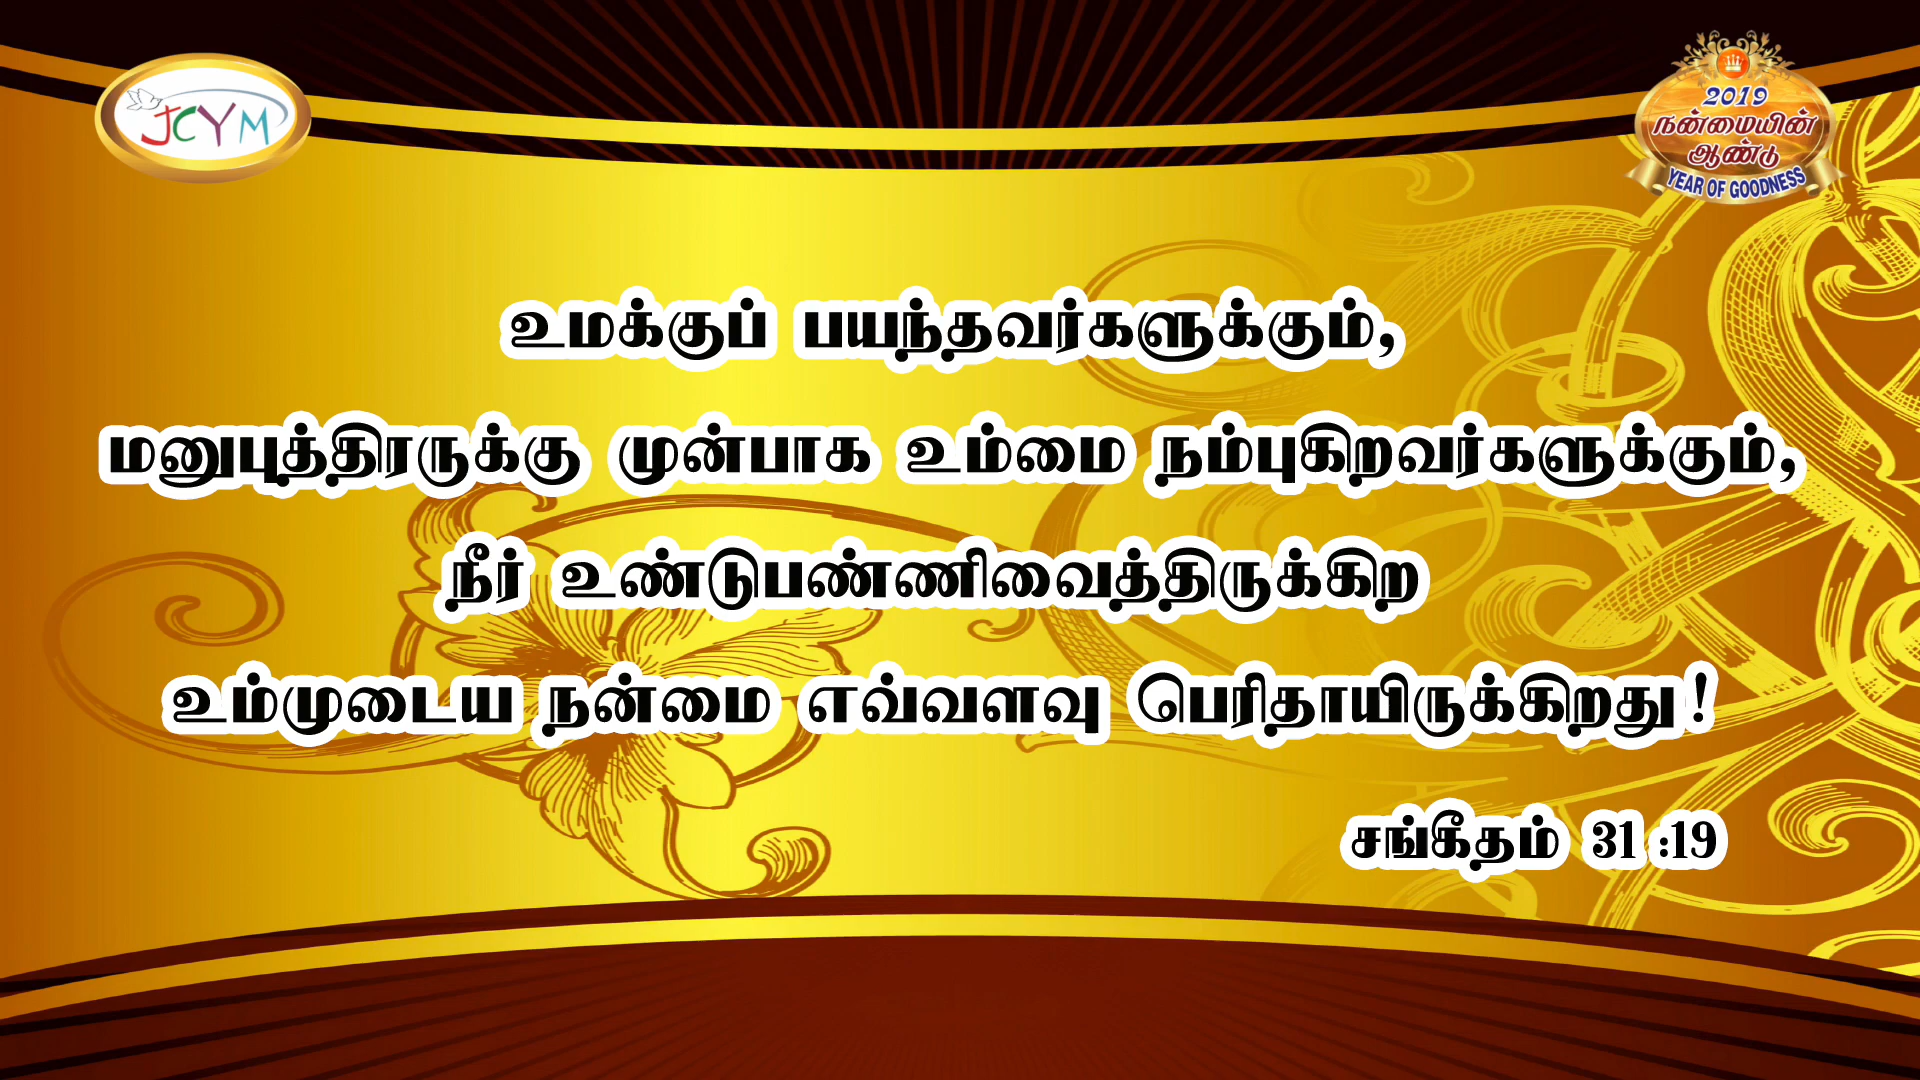 JCYM
2019
நன்மையின்
ஆண்டு
YEAR OF GOODNESS
உமக்குப் பயந்தவர்களுக்கும்,
மனுபுத்திரருக்கு முன்பாக உம்மை நம்புகிறவர்களுக்கும்,
நீர் உண்டுபண்ணிவைத்திருக்கிற
உம்முடைய நன்மை எவ்வளவு பெரிதாயிருக்கிறது!
சங்கீதம் 31 :19